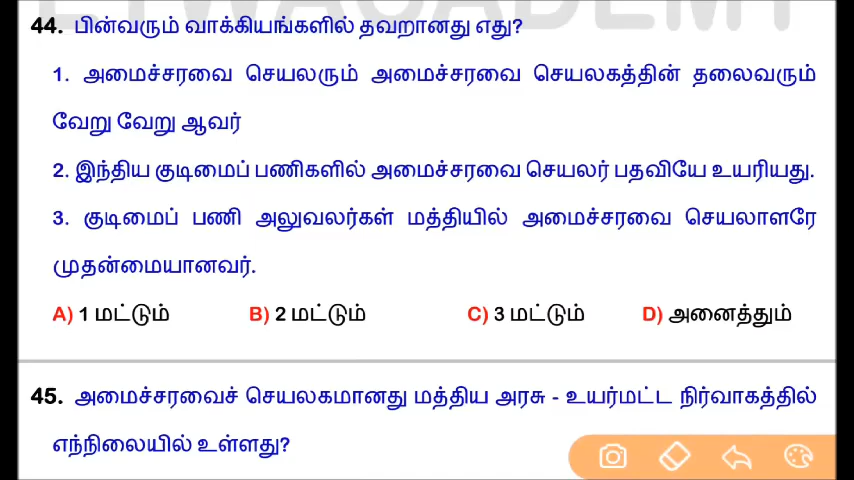 44. பின்வரும் வாக்கியங்களில் தவறானது எது?
1. அமைச்சரவை செயலரும் அமைச்சரவை செயலகத்தின் தலைவரும்
வேறு வேறு ஆவர்
2. இந்திய குடிமைப் பணிகளில் அமைச்சரவை செயலர் பதவியே உயரியது.
3. குடிமைப் பணி அலுவலர்கள் மத்தியில் அமைச்சரவை செயலாளரே
முதன்மையானவர்.
A) 1 மட்டும் B) 2 மட்டும் C) 3 மட்டும் D) அனைத்தும்
45. அமைச்சரவைச் செயலகமானது மத்திய அரசு - உயர்மட்ட நிர்வாகத்தில்
எந்நிலையில் உள்ளது?